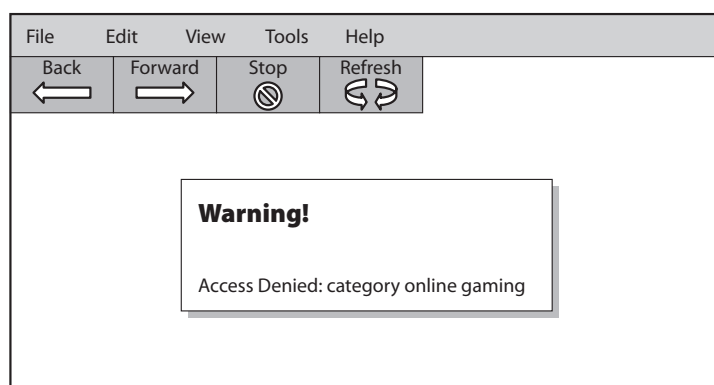 File Edit View Tools Help
Back Forward Stop Refresh
Warning!
Access Denied: category online gaming